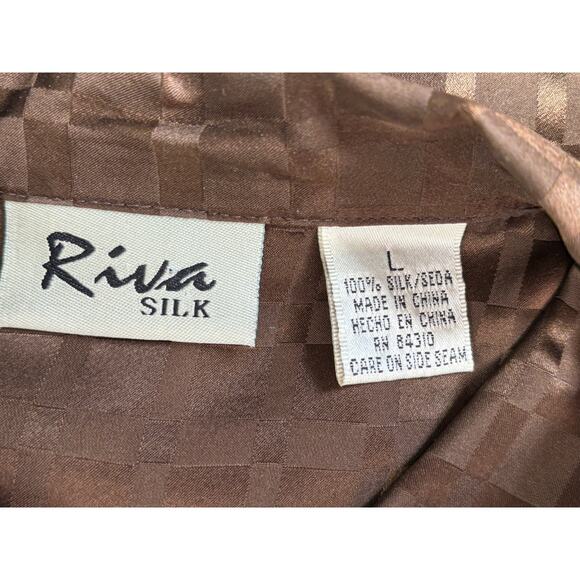 Riva
SILK
L
100% SILK/SEDA
MADE IN CHINA
HECHO EN CHINA
RN 84310
CARE ON SIDE SEAM